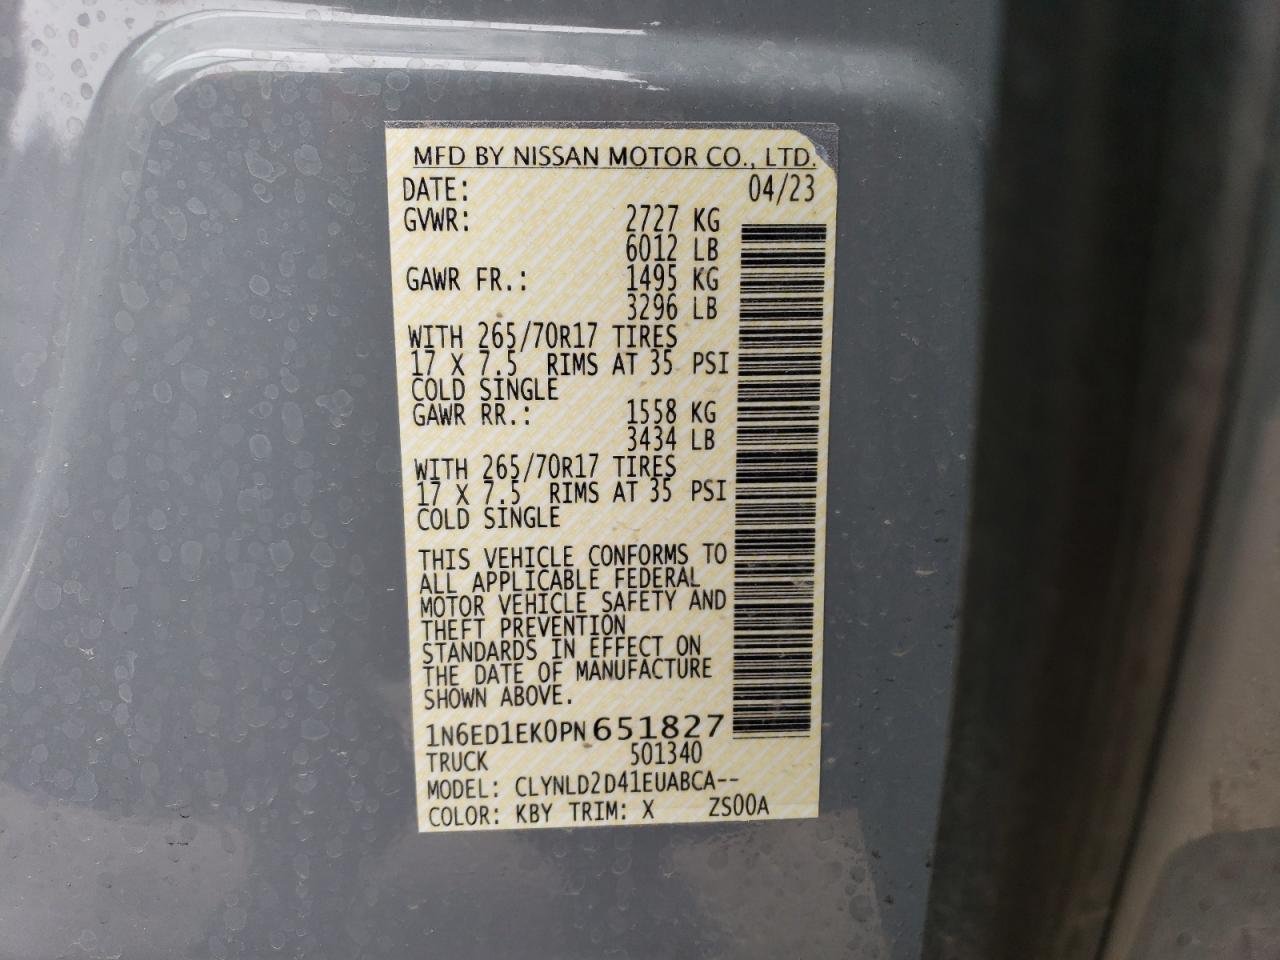 MFD BY NISSAN MOTOR CO., LTD.
DATE: 04/23
GVWR: 2727 KG
6012 LB
GAWR FR.: 1495 KG
3296 LB
WITH 265/70R17 TIRES
17 X 7.5 RIMS AT 35 PSI
COLD SINGLE
GAWR RR.: 1558 KG
3434 LB
WITH 265/70R17 TIRES
17 X 7.5 RIMS AT 35 PSI
COLD SINGLE
THIS VEHICLE CONFORMS TO
ALL APPLICABLE FEDERAL
MOTOR VEHICLE SAFETY AND
THEFT PREVENTION
STANDARDS IN EFFECT ON
THE DATE OF MANUFACTURE
SHOWN ABOVE.
1N6ED1EK0PN651827
TRUCK 501340
MODEL: CLYNLD2D41EUABCA--
COLOR: KBY TRIM: X ZS00A